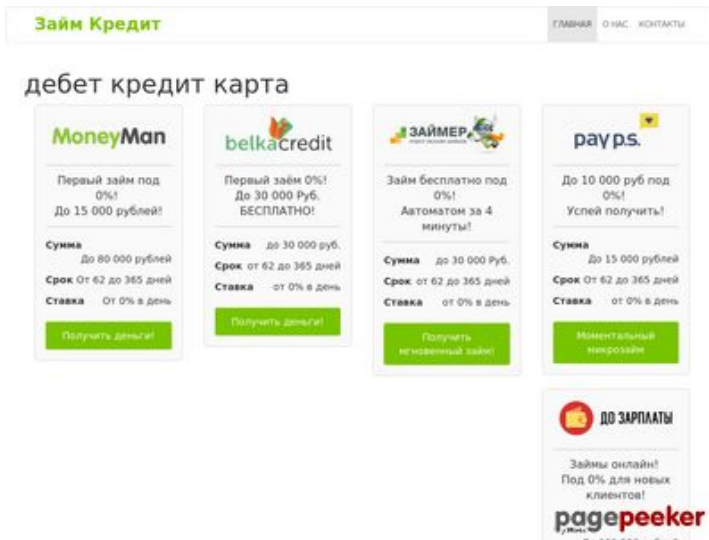 Займ Кредит
ГЛАВНАЯ О НАС КОНТАКТЫ
дебет кредит карта
MoneyMan
Первый займ под
0%!
До 15 000 рублей!
Сумма
До 80 000 рублей
Срок От 62 до 365 дней
Ставка От 0% в день
Получить деньги!
belkacredit
Первый заём 0%!
До 30 000 Руб.
БЕСПЛАТНО!
Сумма до 30 000 руб.
Срок от 62 до 365 дней
Ставка от 0% в день
Получить деньги!
ЗАЙМЕР
Займ бесплатно под
0%!
Автоматом за 4
минуты!
Сумма до 30 000 Руб.
Срок от 62 до 365 дней
Ставка от 0% в день
Получить
мгновенный займ!
pay p.s.
До 10 000 руб под
0%!
Успей получить!
Сумма
До 15 000 рублей
Срок От 62 до 365 дней
Ставка От 0% в день
Моментальный
микрозайм
ДО ЗАРПЛАТЫ
Займы онлайн!
Под 0% для новых
клиентов!
pagepeeker